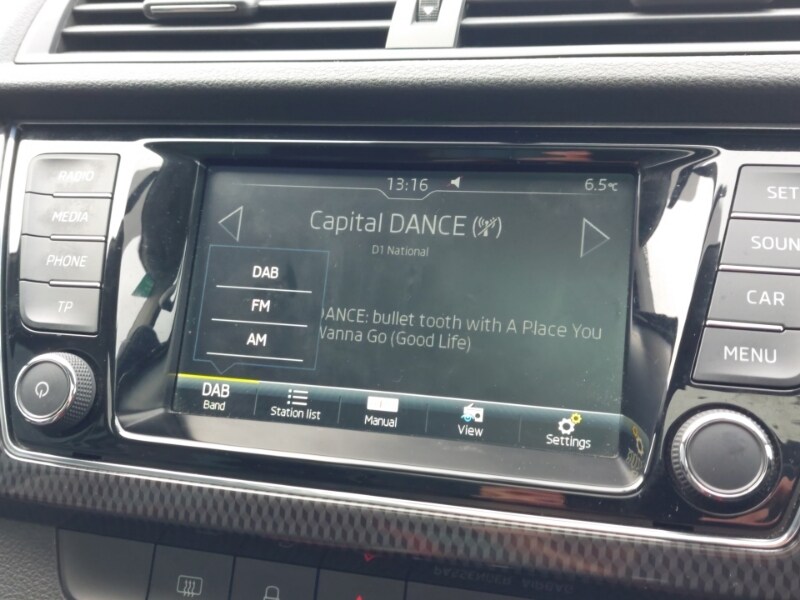 RADIO
MEDIA
PHONE
TP
13:16
6.5°C
Capital DANCE
D1 National
DAB
FM
AM
DANCE: bullet tooth with A Place You
Wanna Go (Good Life)
DAB
Band
Station list
Manual
View
Settings
SET
SOUN
CAR
MENU